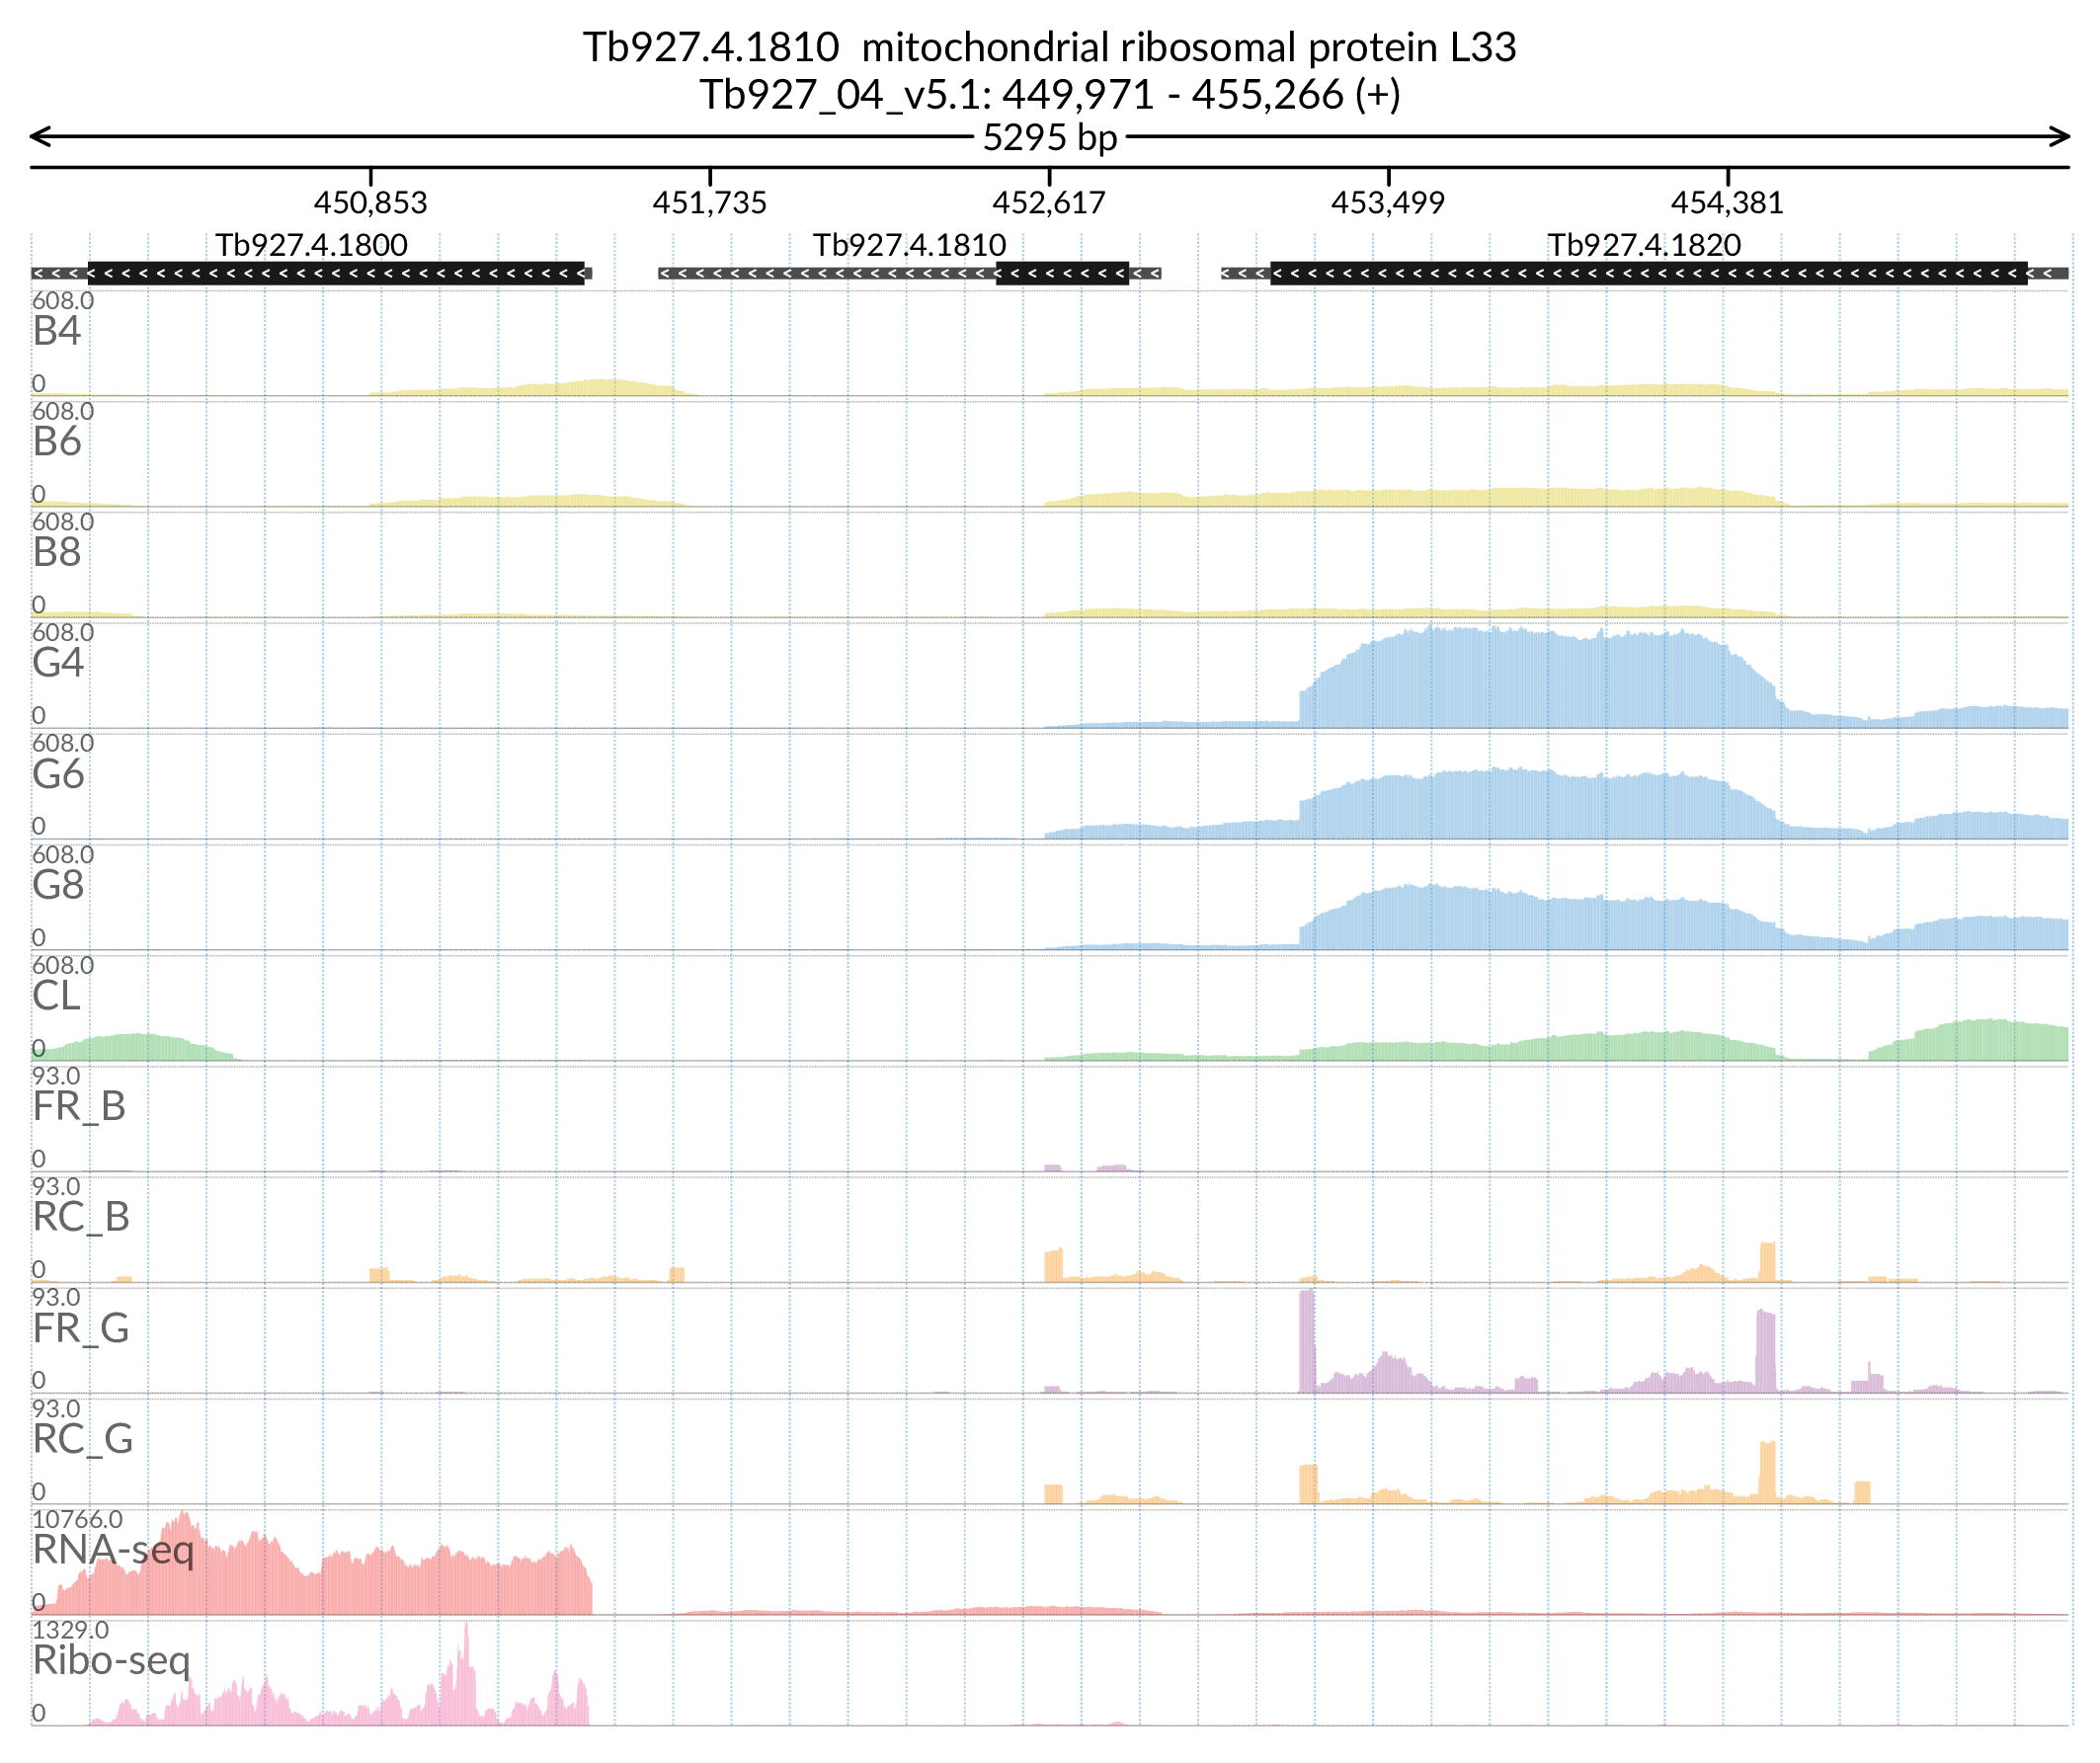 Tb927.4.1810 mitochondrial ribosomal protein L33
Tb927_04_v5.1: 449,971 - 455,266 (+)
5295 bp
450,853 451,735 452,617 453,499 454,381
Tb927.4.1800 Tb927.4.1810 Tb927.4.1820
608.0
B4
0
608.0
B6
0
608.0
B8
0
608.0
G4
0
608.0
G6
0
608.0
G8
0
608.0
CL
0
93.0
FR_B
0
93.0
RC_B
0
93.0
FR_G
0
93.0
RC_G
0
10766.0
RNA-seq
0
1329.0
Ribo-seq
0